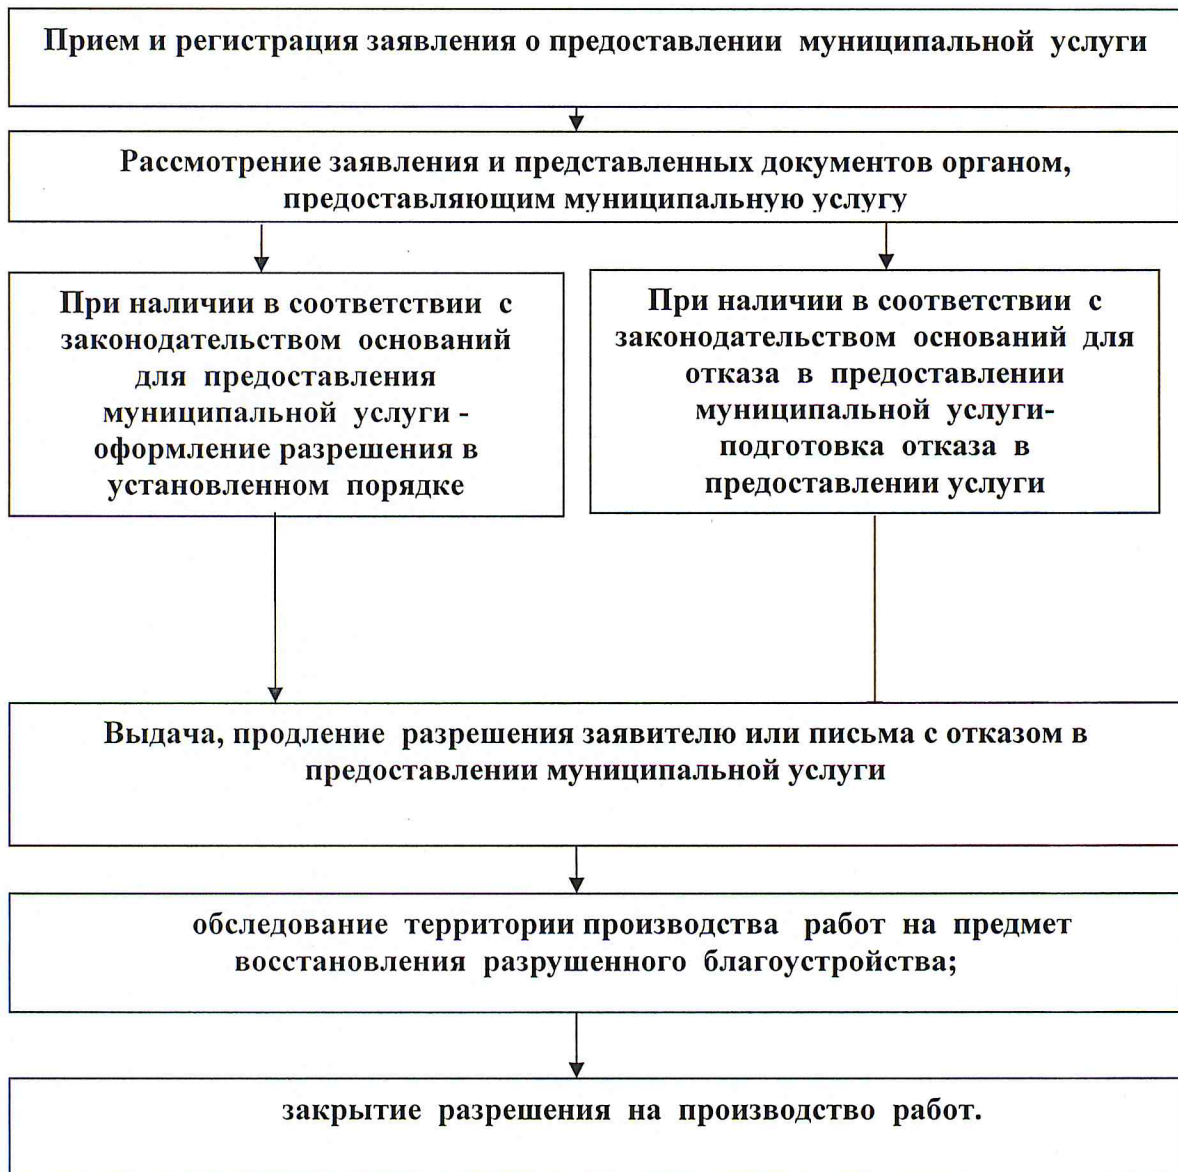 Прием и регистрация заявления о предоставлении муниципальной услуги
Рассмотрение заявления и представленных документов органом,
предоставляющим муниципальную услугу
При наличии в соответствии с
законодательством оснований
для предоставления
муниципальной услуги -
оформление разрешения в
установленном порядке
При наличии в соответствии с
законодательством оснований для
отказа в предоставлении
муниципальной услуги-
подготовка отказа в
предоставлении услуги
Выдача, продление разрешения заявителю или письма с отказом в
предоставлении муниципальной услуги
обследование территории производства работ на предмет
восстановления разрушенного благоустройства;
закрытие разрешения на производство работ.